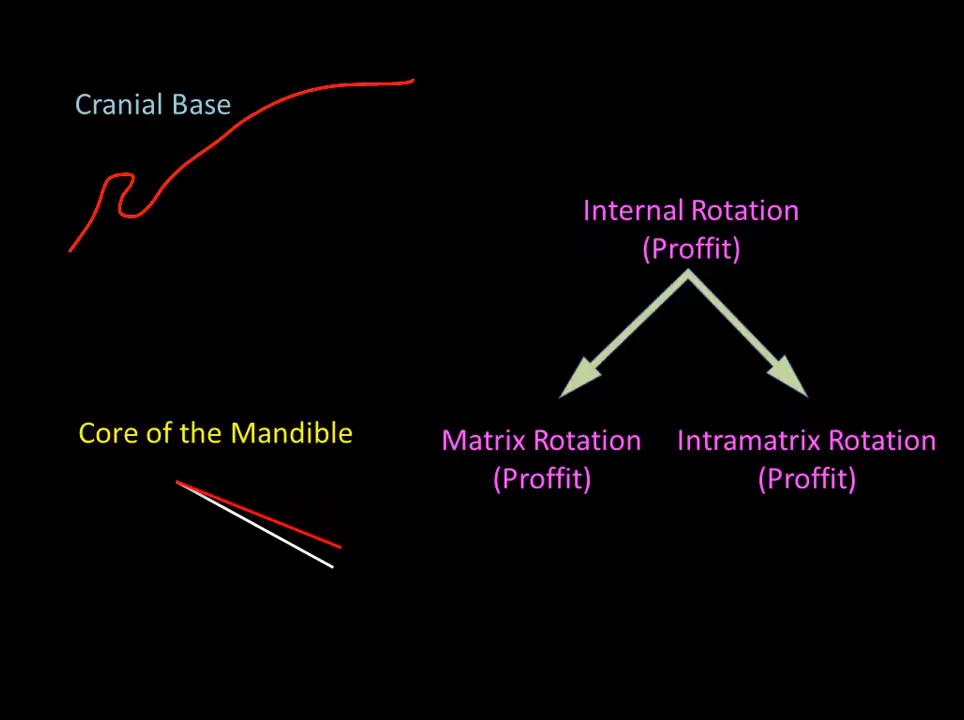 Cranial Base
Internal Rotation
(Proffit)
Core of the Mandible
Matrix Rotation
(Proffit)
Intramatrix Rotation
(Proffit)